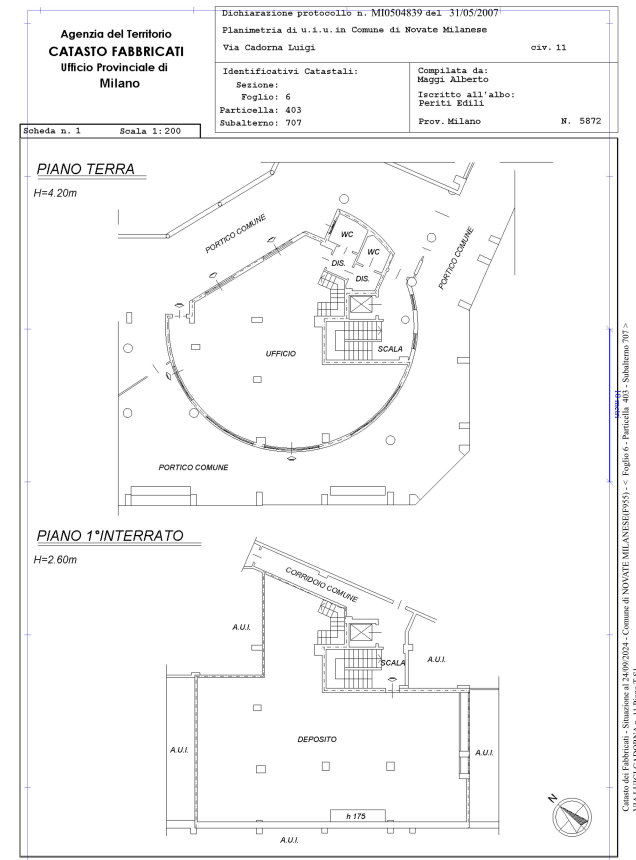 Agenzia del Territorio
CATASTO FABBRICATI
Ufficio Provinciale di
Milano
Dichiarazione protocollo n. MI0504839 del 31/05/2007
Planimetria di u.i.u.in Comune di Novate Milanese
Via Cadorna Luigi civ. 11
Identificativi Catastali:
Sezione:
Foglio: 6
Particella: 403
Subalterno: 707
Compilata da:
Maggi Alberto
Iscritto all'albo:
Periti Edili
Prov. Milano N. 5872
Scheda n. 1 Scala 1:200
PIANO TERRA
H=4.20m
PORTICO COMUNE
WC
WC
DIS.
DIS.
PORTICO COMUNE
UFFICIO
SCALA
PORTICO COMUNE
PIANO 1°INTERRATO
H=2.60m
CORRIDOIO COMUNE
A.U.I.
SCALA
A.U.I.
A.U.I.
DEPOSITO
A.U.I.
h 175
A.U.I.
N
10 metri
Catasto dei Fabbricati - Situazione al 24/09/2024 - Comune di NOVATE MILANESE(F955) - < Foglio 6 - Particella 403 - Subalterno 707 >